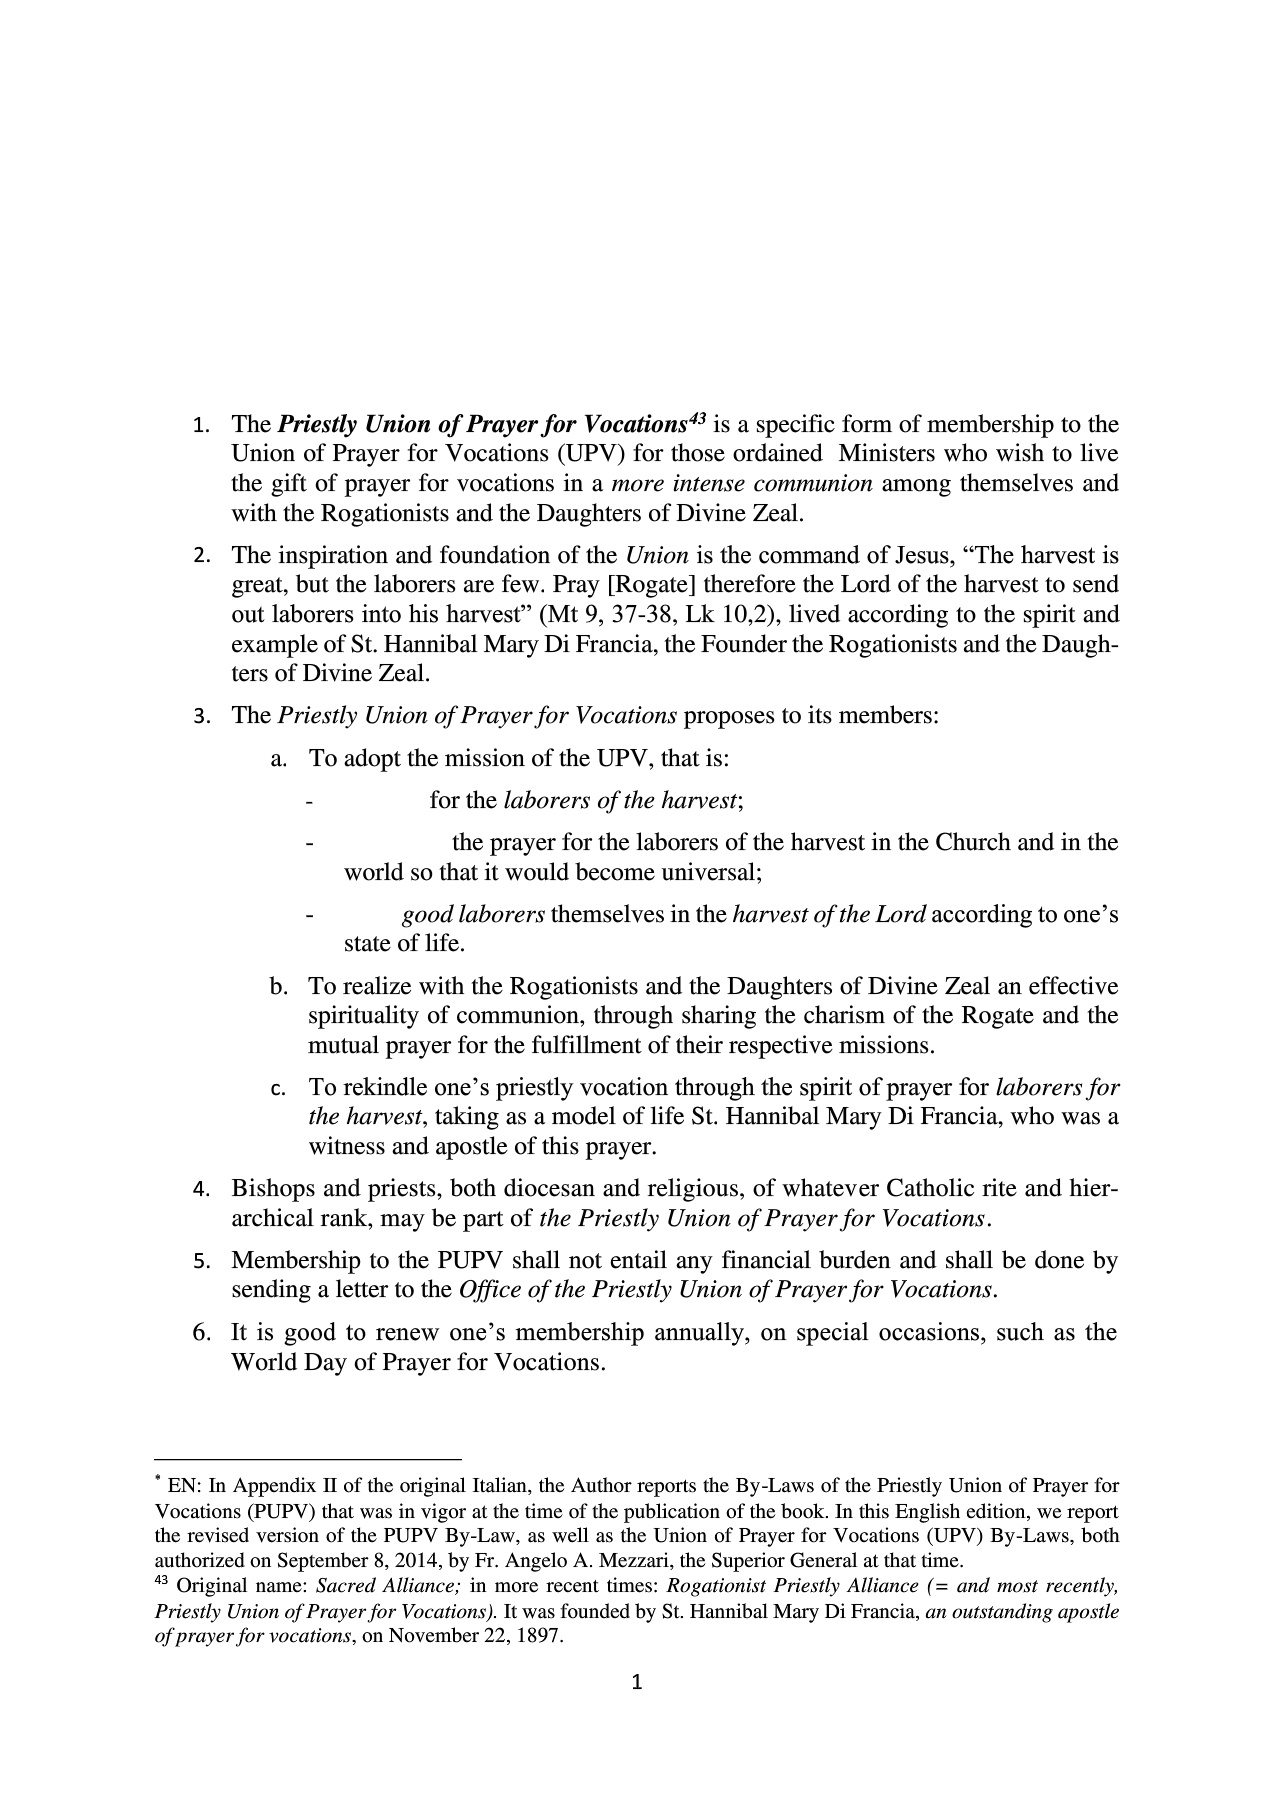 1. The Priestly Union of Prayer for Vocations43 is a specific form of membership to the
Union of Prayer for Vocations (UPV) for those ordained Ministers who wish to live
the gift of prayer for vocations in a more intense communion among themselves and
with the Rogationists and the Daughters of Divine Zeal.
2. The inspiration and foundation of the Union is the command of Jesus, “The harvest is
great, but the laborers are few. Pray [Rogate] therefore the Lord of the harvest to send
out laborers into his harvest” (Mt 9, 37-38, Lk 10,2), lived according to the spirit and
example of St. Hannibal Mary Di Francia, the Founder the Rogationists and the Daugh-
ters of Divine Zeal.
3. The Priestly Union of Prayer for Vocations proposes to its members:
a. To adopt the mission of the UPV, that is:
- for the laborers of the harvest;
- the prayer for the laborers of the harvest in the Church and in the
world so that it would become universal;
- good laborers themselves in the harvest of the Lord according to one’s
state of life.
b. To realize with the Rogationists and the Daughters of Divine Zeal an effective
spirituality of communion, through sharing the charism of the Rogate and the
mutual prayer for the fulfillment of their respective missions.
c. To rekindle one’s priestly vocation through the spirit of prayer for laborers for
the harvest, taking as a model of life St. Hannibal Mary Di Francia, who was a
witness and apostle of this prayer.
4. Bishops and priests, both diocesan and religious, of whatever Catholic rite and hier-
archical rank, may be part of the Priestly Union of Prayer for Vocations.
5. Membership to the PUPV shall not entail any financial burden and shall be done by
sending a letter to the Office of the Priestly Union of Prayer for Vocations.
6. It is good to renew one’s membership annually, on special occasions, such as the
World Day of Prayer for Vocations.
* EN: In Appendix II of the original Italian, the Author reports the By-Laws of the Priestly Union of Prayer for
Vocations (PUPV) that was in vigor at the time of the publication of the book. In this English edition, we report
the revised version of the PUPV By-Law, as well as the Union of Prayer for Vocations (UPV) By-Laws, both
authorized on September 8, 2014, by Fr. Angelo A. Mezzari, the Superior General at that time.
43 Original name: Sacred Alliance; in more recent times: Rogationist Priestly Alliance (= and most recently,
Priestly Union of Prayer for Vocations). It was founded by St. Hannibal Mary Di Francia, an outstanding apostle
of prayer for vocations, on November 22, 1897.
1